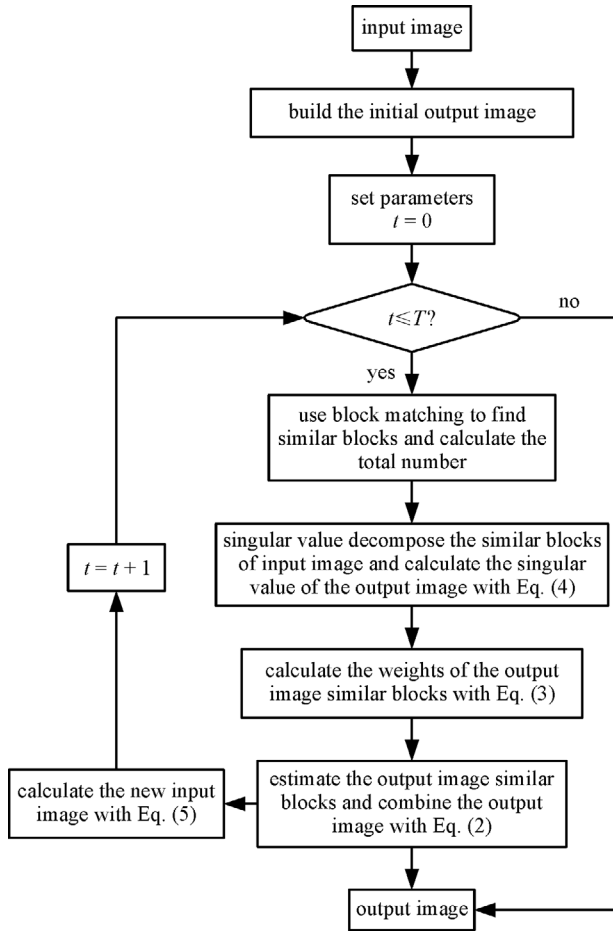 input image
build the initial output image
set parameters
t = 0
t⩽T?
no
yes
use block matching to find
similar blocks and calculate the
total number
singular value decompose the similar blocks
of input image and calculate the singular
value of the output image with Eq. (4)
t = t + 1
calculate the weights of the output
image similar blocks with Eq. (3)
calculate the new input
image with Eq. (5)
estimate the output image similar
blocks and combine the output
image with Eq. (2)
output image